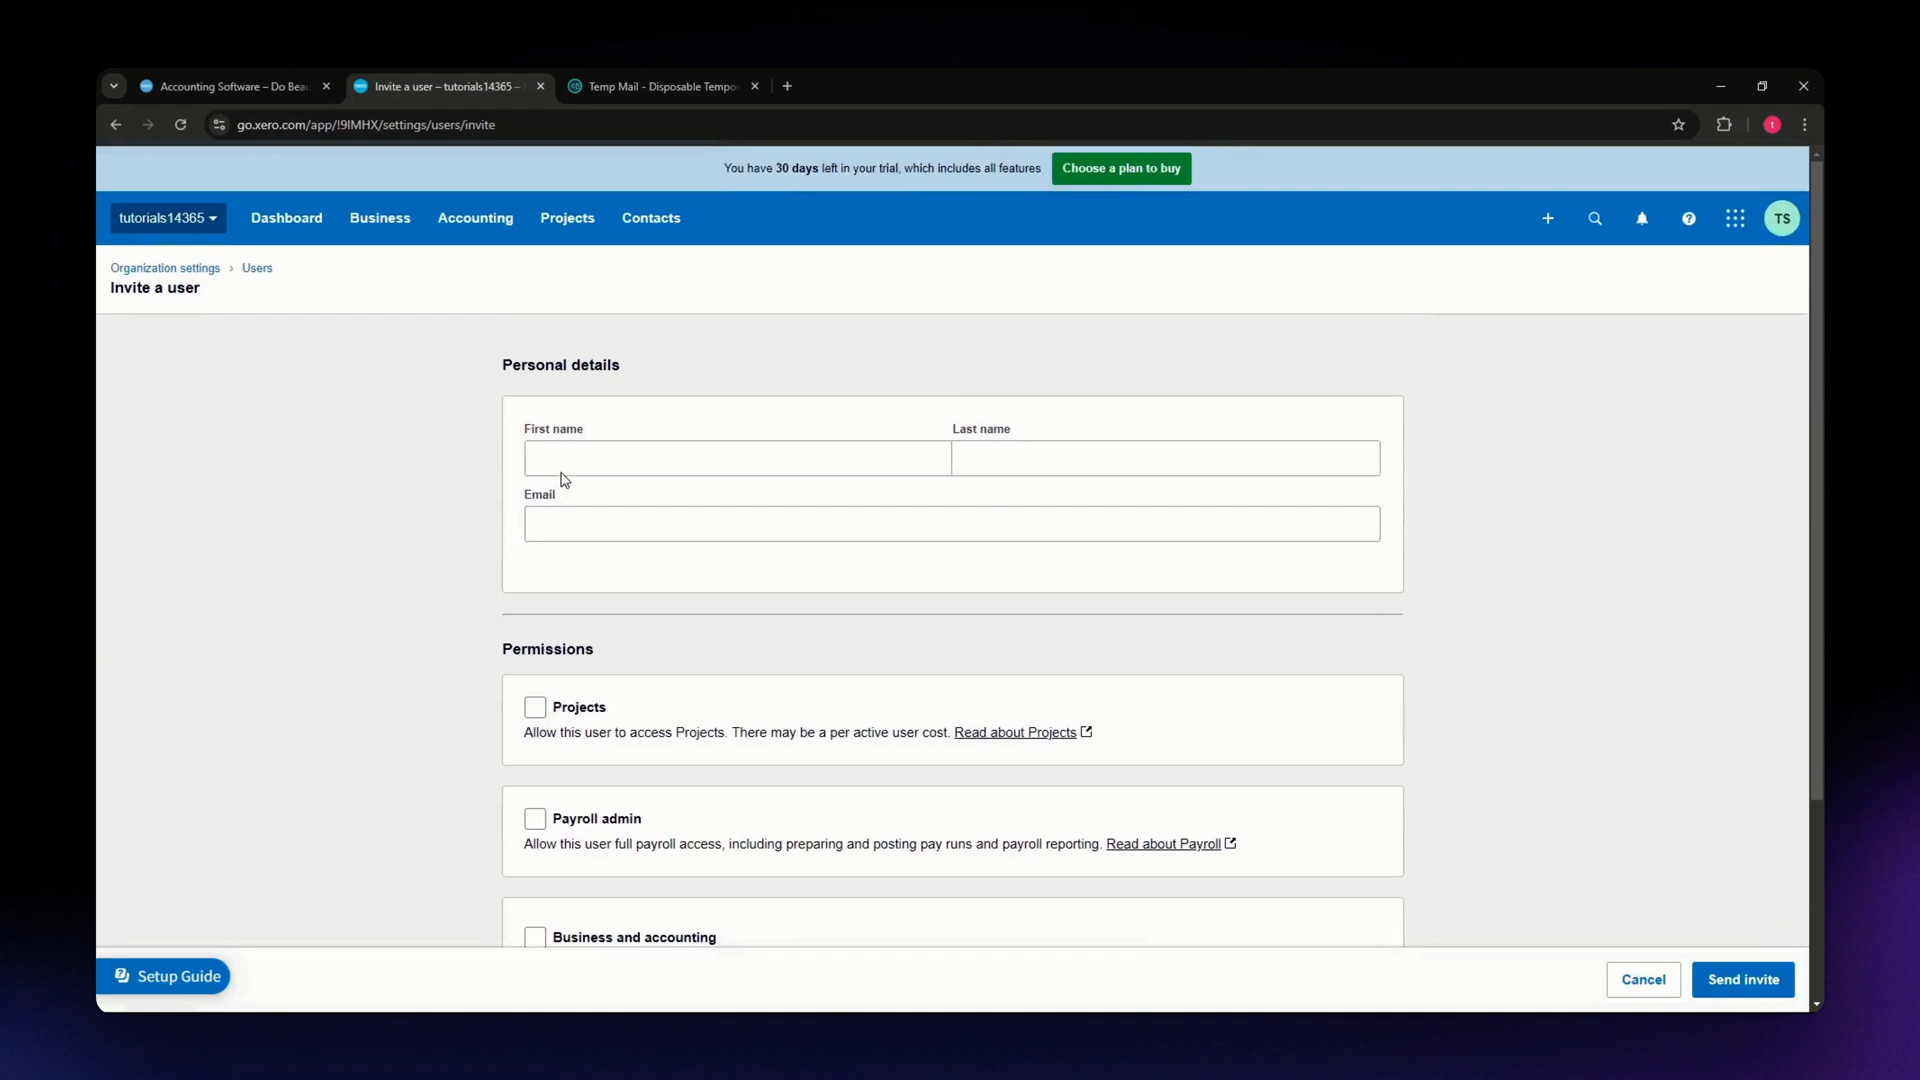 Accounting Software – Do Beau
Invite a user – tutorials14365 –
Temp Mail - Disposable Tempo
go.xero.com/app/!9IMHX/settings/users/invite
t
You have 30 days left in your trial, which includes all features
Choose a plan to buy
tutorials14365
Dashboard
Business
Accounting
Projects
Contacts
TS
Organization settings › Users
Invite a user
Personal details
First name
Last name
Email
Permissions
Projects
Allow this user to access Projects. There may be a per active user cost. Read about Projects
Payroll admin
Allow this user full payroll access, including preparing and posting pay runs and payroll reporting. Read about Payroll
Business and accounting
Setup Guide
Cancel
Send invite